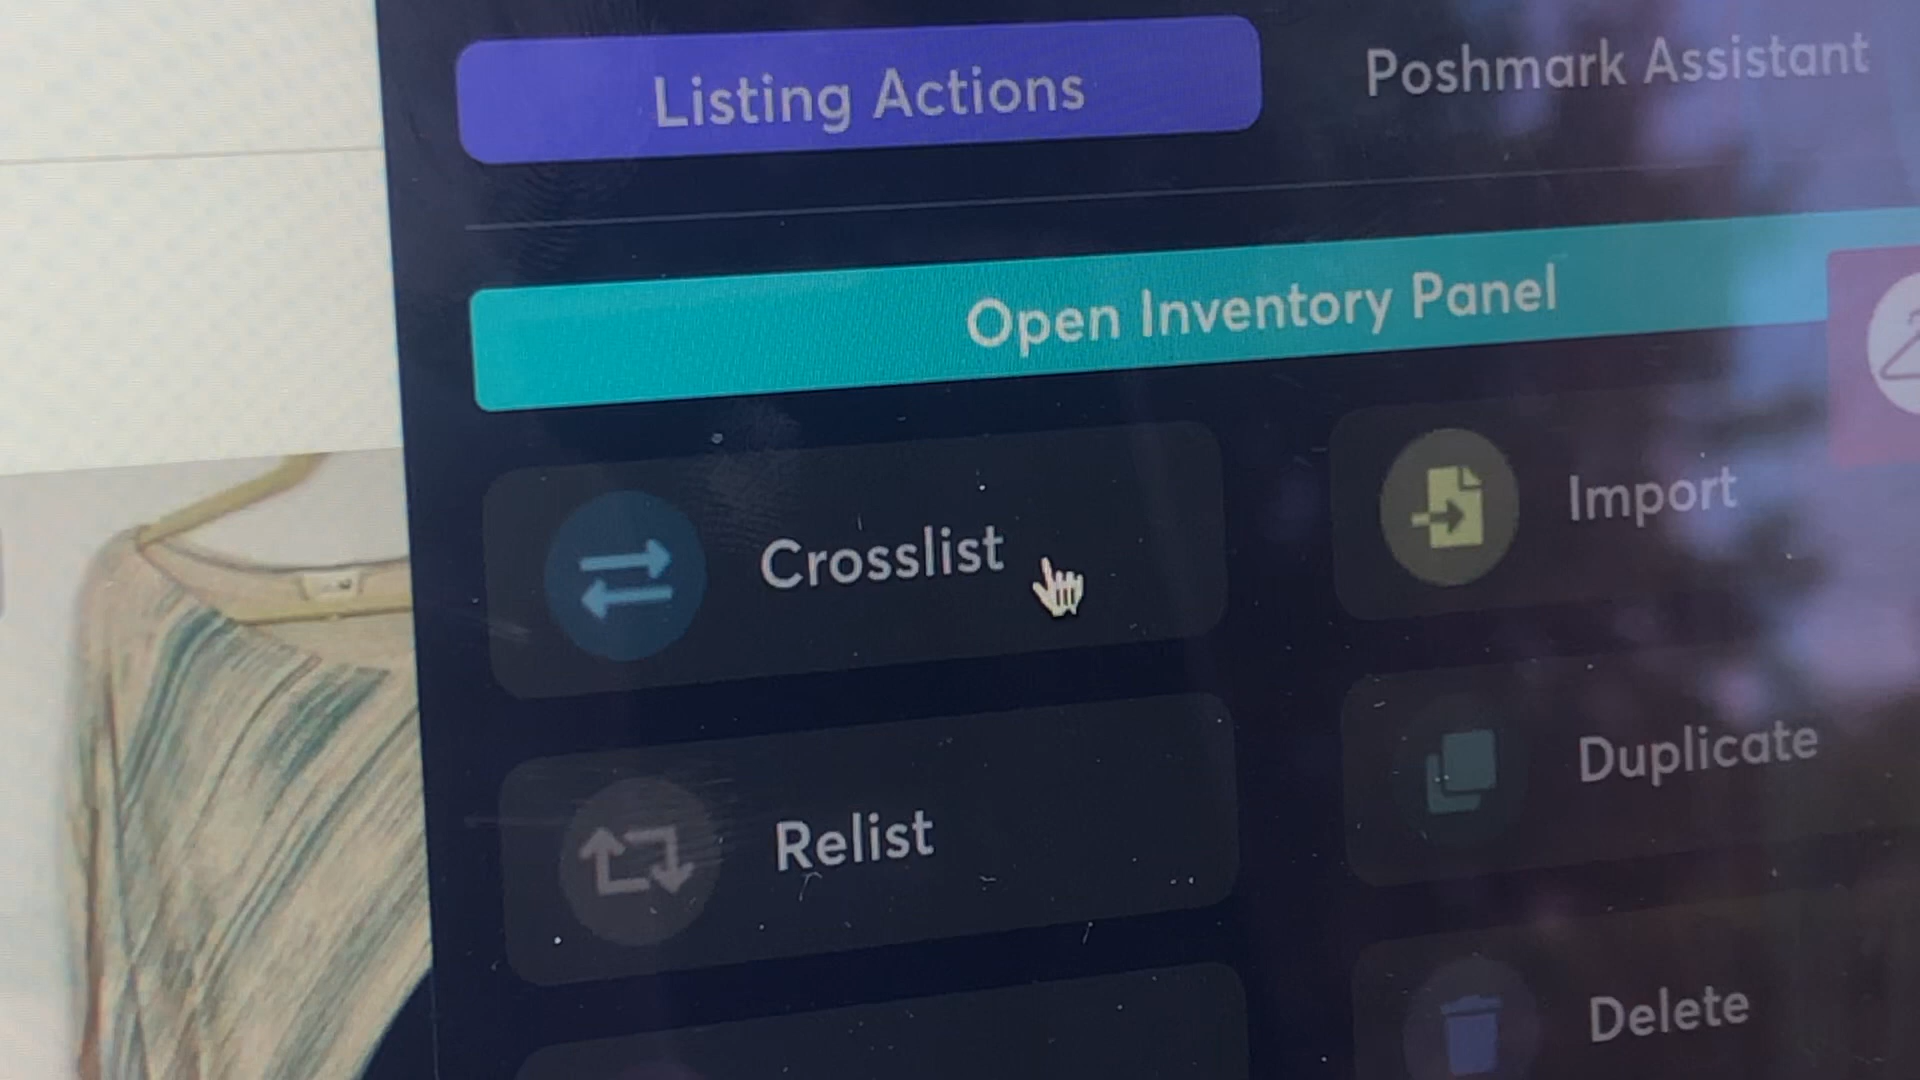 Listing Actions
Poshmark Assistant
Open Inventory Panel
Crosslist
Import
Relist
Duplicate
Delete